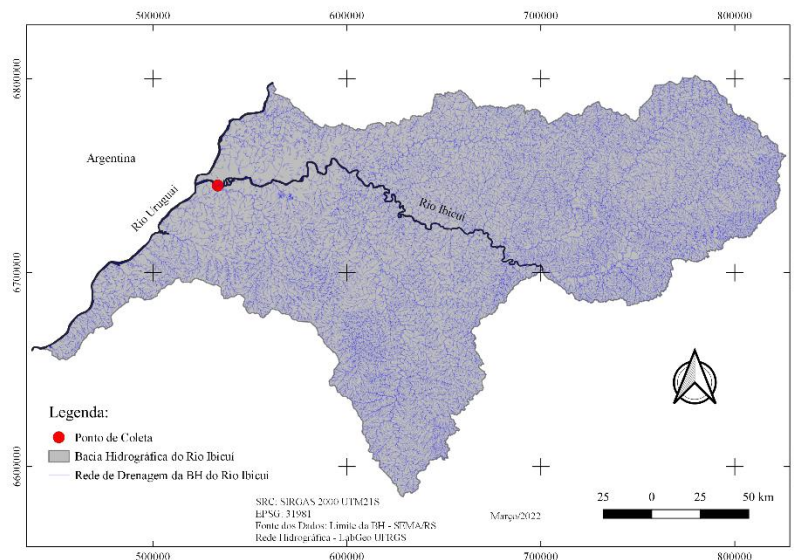 500000 600000 700000 800000
6800000 6800000
Argentina
Rio Uruguai
Rio Ibicuí
6700000 6700000
Legenda:
Ponto de Coleta
Bacia Hidrográfica do Rio Ibicuí
Rede de Drenagem da BH do Rio Ibicuí
6600000 6600000
SRC: SIRGAS 2000 UTM21S
EPSG: 31981
Fonte dos Dados: Limite da BH - SEMA/RS
Rede Hidrográfica - LabGeo UFRGS
Março/2022
25 0 25 50 km
500000 600000 700000 800000